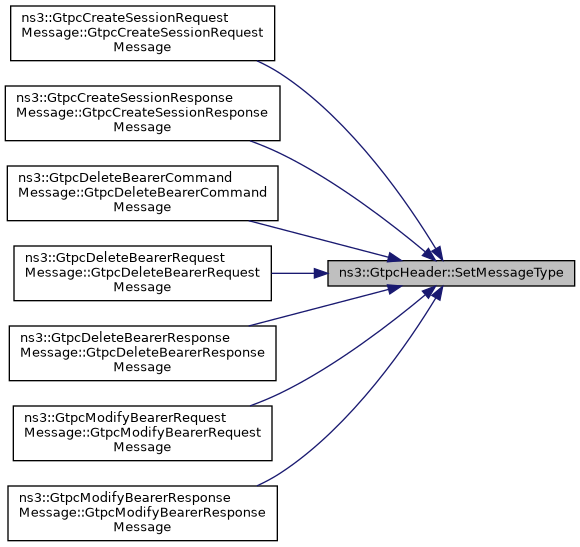 ns3::GtpcCreateSessionRequest
Message::GtpcCreateSessionRequest
Message
ns3::GtpcCreateSessionResponse
Message::GtpcCreateSessionResponse
Message
ns3::GtpcDeleteBearerCommand
Message::GtpcDeleteBearerCommand
Message
ns3::GtpcDeleteBearerRequest
Message::GtpcDeleteBearerRequest
Message
ns3::GtpcHeader::SetMessageType
ns3::GtpcDeleteBearerResponse
Message::GtpcDeleteBearerResponse
Message
ns3::GtpcModifyBearerRequest
Message::GtpcModifyBearerRequest
Message
ns3::GtpcModifyBearerResponse
Message::GtpcModifyBearerResponse
Message